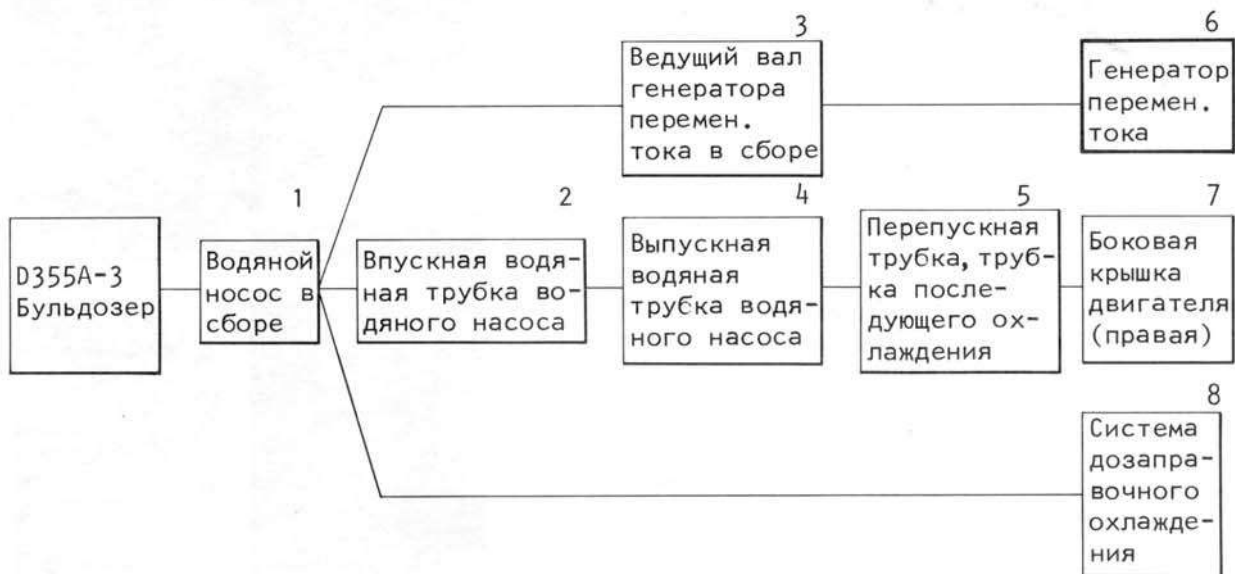 3
Ведущий вал
генератора
перемен.
тока в сборе
6
Генератор
перемен.
тока
D355A-3
Бульдозер
1
Водяной
носос в
сборе
2
Впускная водя-
ная трубка во-
дяного насоса
4
Выпускная
водяная
трубка водя-
ного насоса
5
Перепускная
трубка, труб-
ка после-
дующего ох-
лаждения
7
Боковая
крышка
двигателя
(правая)
8
Система
дозапра-
вочного
охлажде-
ния